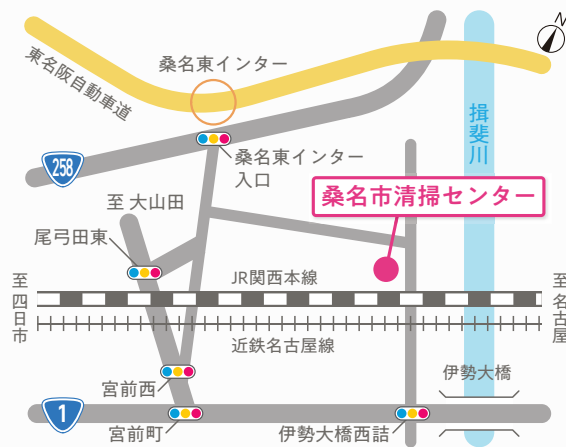 N
桑名東インター
東名阪自動車道
揖斐川
258
桑名東インター
入口
至 大山田
桑名市清掃センター
尾弓田東
至四日市
JR関西本線
至名古屋
近鉄名古屋線
宮前西
伊勢大橋
1
宮前町
伊勢大橋西詰